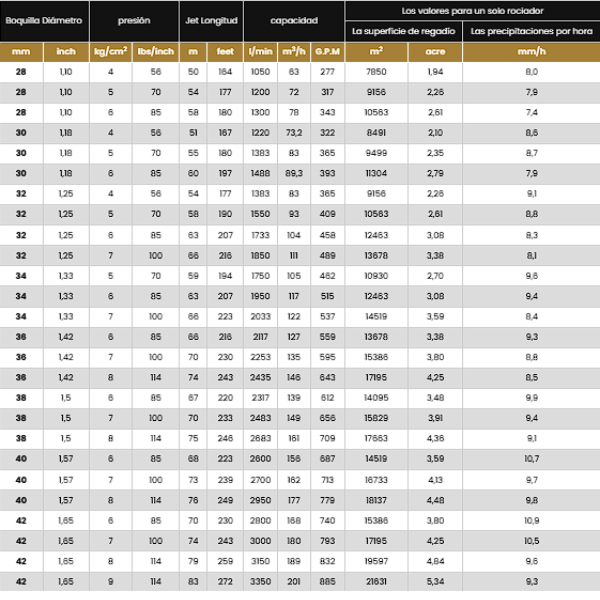 Los valores para un solo rociador
Boquilla Diámetro presión Jet Longitud capacidad
La superficie de regadio Las precipitaciones por hora
mm inch kg/cm² lbs/inch m feet l/min m³/h G.P.M m² acre mm/h
28 1,10 4 56 50 164 1050 63 277 7850 1,94 8,0
28 1,10 5 70 54 177 1200 72 317 9156 2,26 7,9
28 1,10 6 85 58 180 1300 78 343 10563 2,61 7,4
30 1,18 4 56 51 167 1220 73,2 322 8491 2,10 8,6
30 1,18 5 70 55 180 1383 83 365 9499 2,35 8,7
30 1,18 6 85 60 197 1488 89,3 393 11304 2,79 7,9
32 1,25 4 56 54 177 1383 83 365 9156 2,26 9,1
32 1,25 5 70 58 190 1550 93 409 10563 2,61 8,8
32 1,25 6 85 63 207 1733 104 458 12463 3,08 8,3
32 1,25 7 100 66 216 1850 111 489 13678 3,38 8,1
34 1,33 5 70 59 194 1750 105 462 10930 2,70 9,6
34 1,33 6 85 63 207 1950 117 515 12463 3,08 9,4
34 1,33 7 100 66 223 2033 122 537 14519 3,59 8,4
36 1,42 6 85 66 216 2117 127 559 13678 3,38 9,3
36 1,42 7 100 70 230 2253 135 595 15386 3,80 8,8
36 1,42 8 114 74 243 2435 146 643 17195 4,25 8,5
38 1,5 6 85 67 220 2317 139 612 14095 3,48 9,9
38 1,5 7 100 70 233 2483 149 656 15829 3,91 9,4
38 1,5 8 114 75 246 2683 161 709 17663 4,36 9,1
40 1,57 6 85 68 223 2600 156 687 14519 3,59 10,7
40 1,57 7 100 73 239 2700 162 713 16733 4,13 9,7
40 1,57 8 114 76 249 2950 177 779 18137 4,48 9,8
42 1,65 6 85 70 230 2800 168 740 15386 3,80 10,9
42 1,65 7 100 74 243 3000 180 793 17195 4,25 10,5
42 1,65 8 114 79 259 3150 189 832 19597 4,84 9,6
42 1,65 9 114 83 272 3350 201 885 21631 5,34 9,3